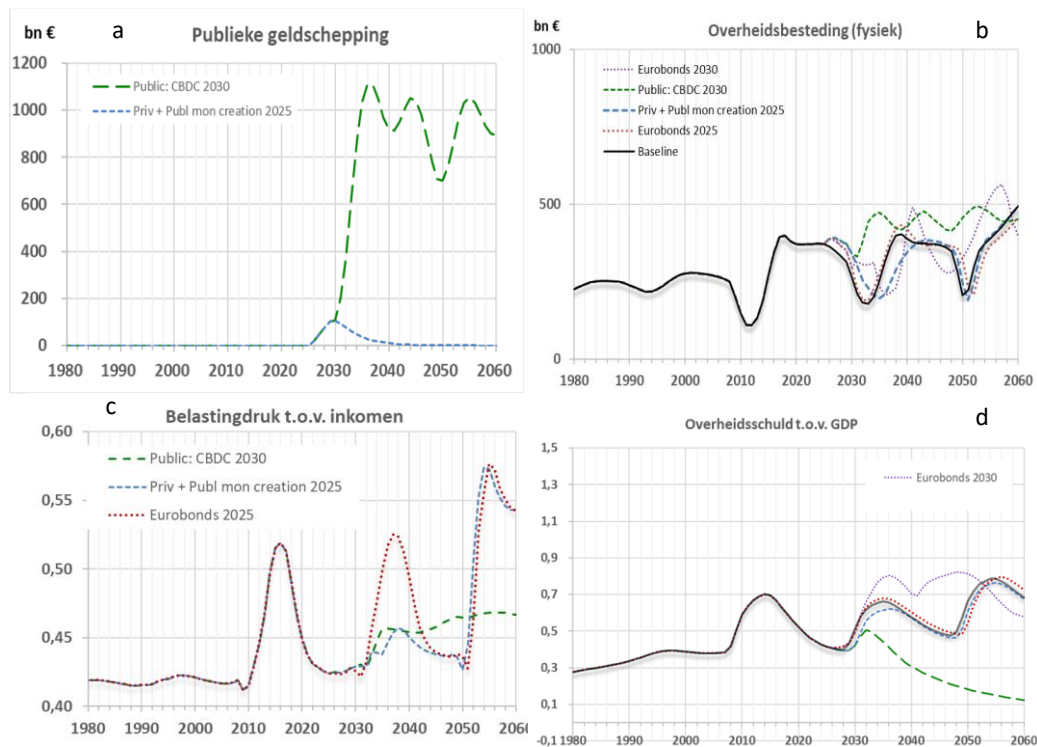 bn €
a
Publieke geldschepping
1200
1000
800
600
400
200
0
Public: CBDC 2030
Priv + Publ mon creation 2025
1980 1990 2000 2010 2020 2030 2040 2050 2060
bn €
b
Overheidsbesteding (fysiek)
1000
500
0
Eurobonds 2030
Public: CBDC 2030
Priv + Publ mon creation 2025
Eurobonds 2025
Baseline
1980 1990 2000 2010 2020 2030 2040 2050 2060
c
Belastingdruk t.o.v. inkomen
0,60
0,55
0,50
0,45
0,40
Public: CBDC 2030
Priv + Publ mon creation 2025
Eurobonds 2025
1980 1990 2000 2010 2020 2030 2040 2050 2060
d
Overheidsschuld t.o.v. GDP
1,5
1,3
1,1
0,9
0,7
0,5
0,3
0,1
-0,1
Eurobonds 2030
1980 1990 2000 2010 2020 2030 2040 2050 2060